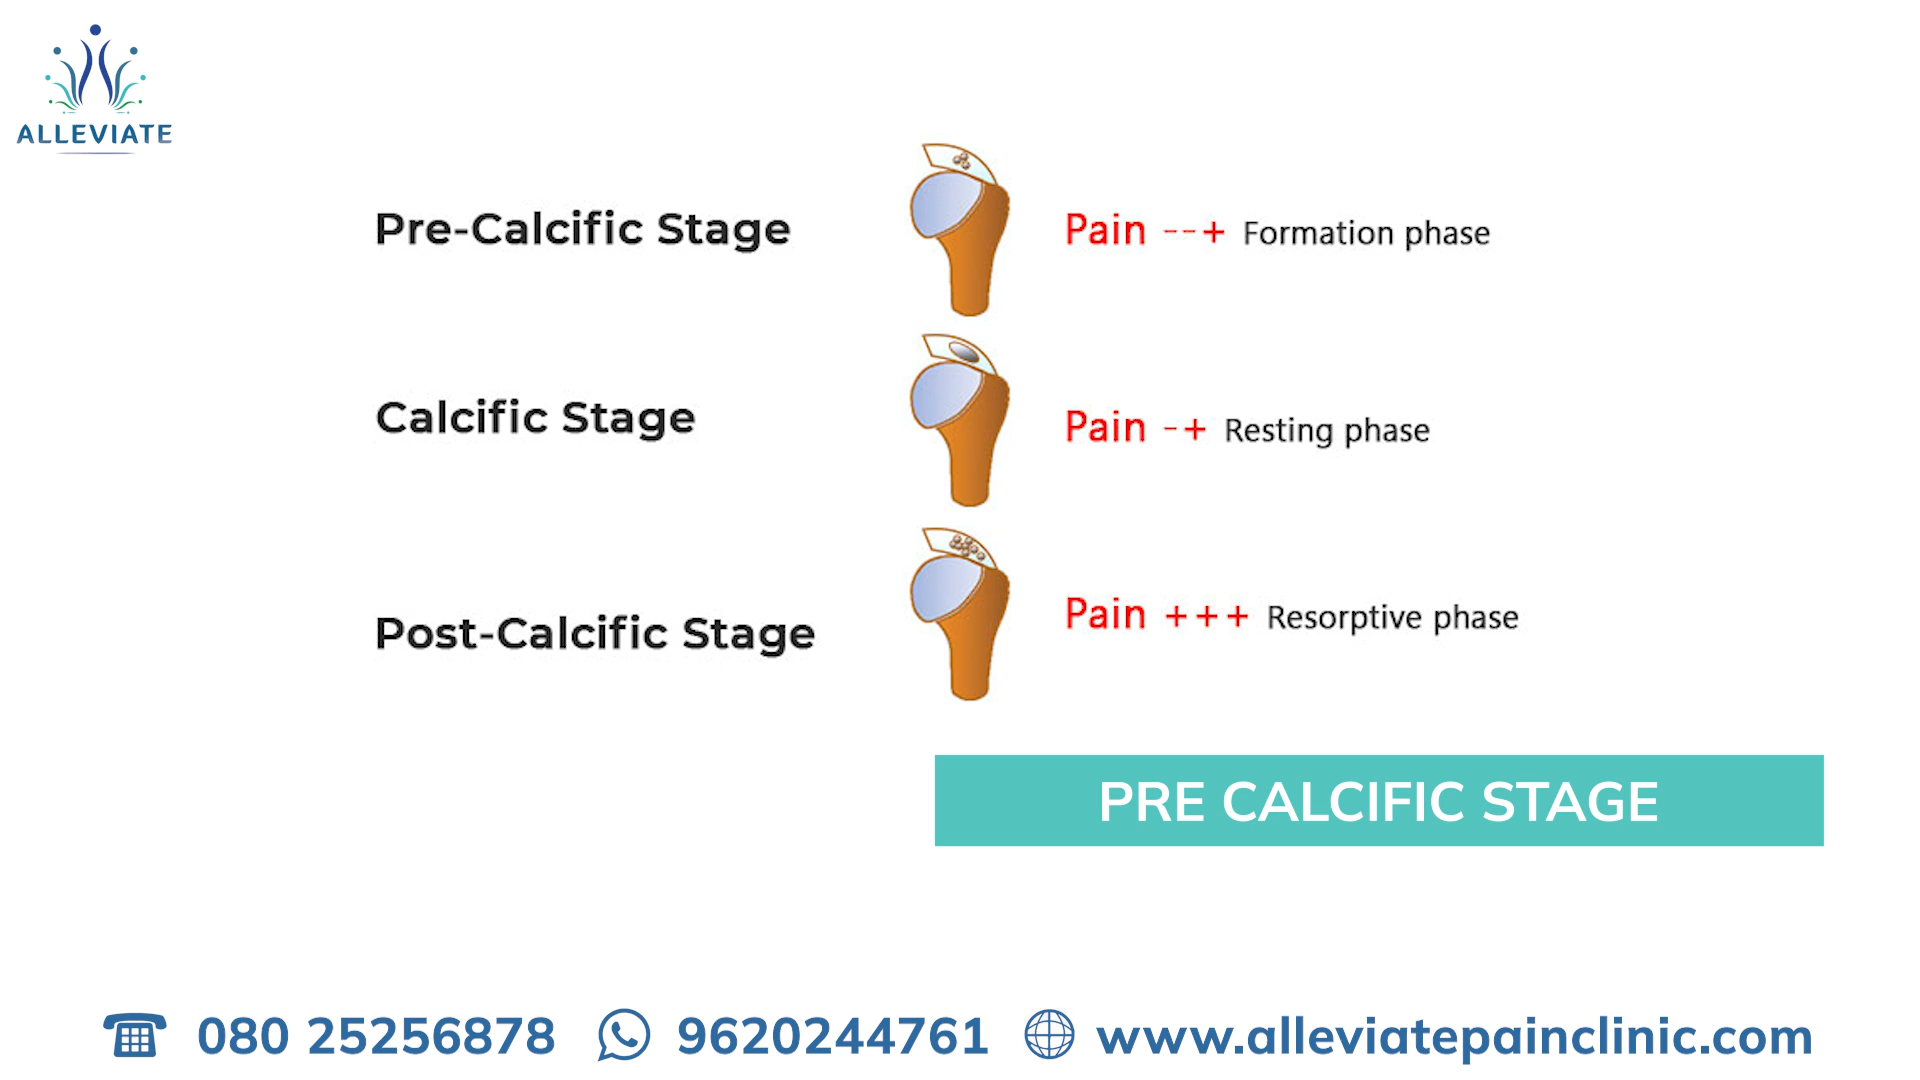 ALLEVIATE
Pre-Calcific Stage
Pain --+ Formation phase
Calcific Stage
Pain -+ Resting phase
Post-Calcific Stage
Pain +++ Resorptive phase
PRE CALCIFIC STAGE
080 25256878 9620244761 www.alleviatepainclinic.com